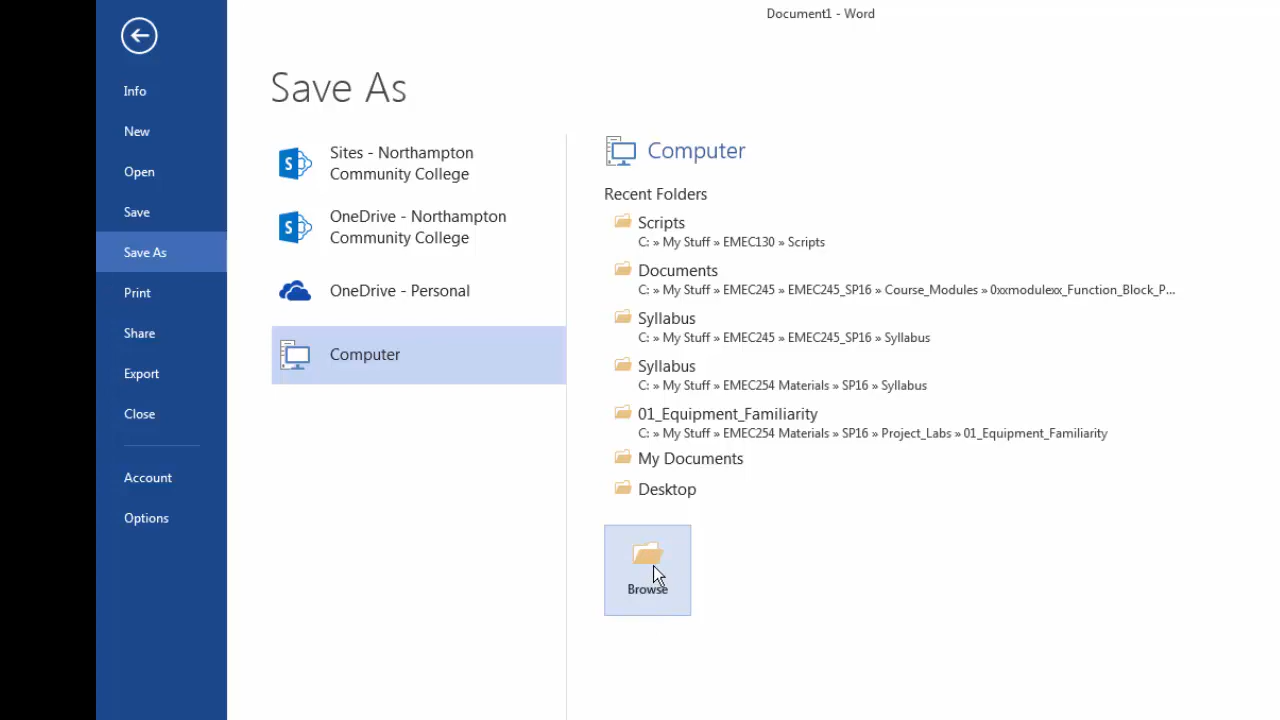 Document1 - Word
Info
New
Open
Save
Save As
Print
Share
Export
Close
Account
Options
Save As
Sites - Northampton
Community College
OneDrive - Northampton
Community College
OneDrive - Personal
Computer
Computer
Recent Folders
Scripts
C: » My Stuff » EMEC130 » Scripts
Documents
C: » My Stuff » EMEC245 » EMEC245_SP16 » Course_Modules » 0xxmodulexx_Function_Block_P...
Syllabus
C: » My Stuff » EMEC245 » EMEC245_SP16 » Syllabus
Syllabus
C: » My Stuff » EMEC254 Materials » SP16 » Syllabus
01_Equipment_Familiarity
C: » My Stuff » EMEC254 Materials » SP16 » Project_Labs » 01_Equipment_Familiarity
My Documents
Desktop
Browse